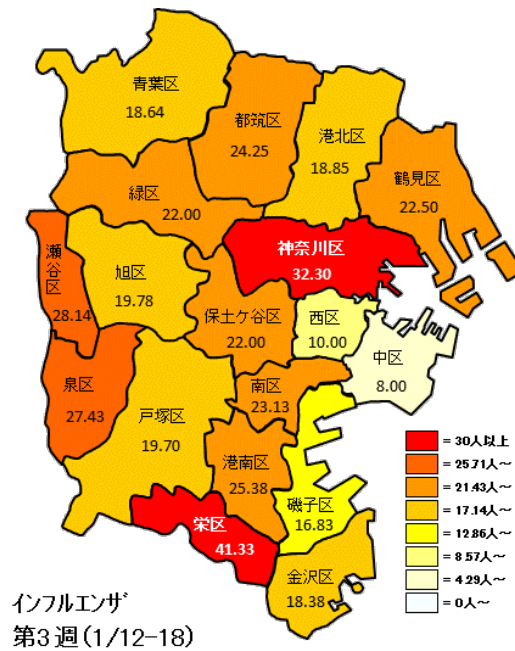 青葉区
18.64
都筑区
24.25
港北区
18.85
鶴見区
22.50
緑区
22.00
神奈川区
32.30
瀬谷区
28.14
旭区
19.78
保土ケ谷区
22.00
西区
10.00
中区
8.00
泉区
27.43
戸塚区
19.70
南区
23.13
港南区
25.38
磯子区
16.83
栄区
41.33
金沢区
18.38
= 30人以上
= 25.71人～
= 21.43人～
= 17.14人～
= 12.86人～
= 8.57人～
= 4.29人～
= 0人～
インフルエンザ
第3週(1/12-18)